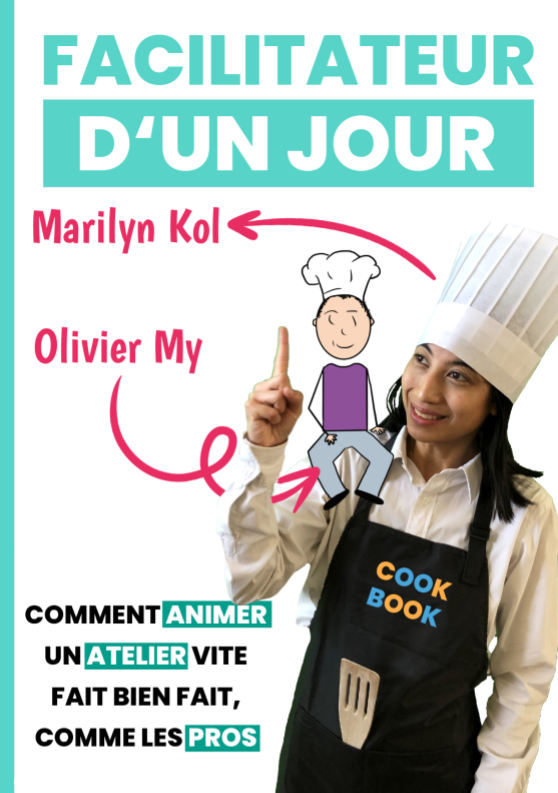 FACILITATEUR
D‘UN JOUR
Marilyn Kol
Olivier My
COOK
BOOK
COMMENT ANIMER
UN ATELIER VITE
FAIT BIEN FAIT,
COMME LES PROS